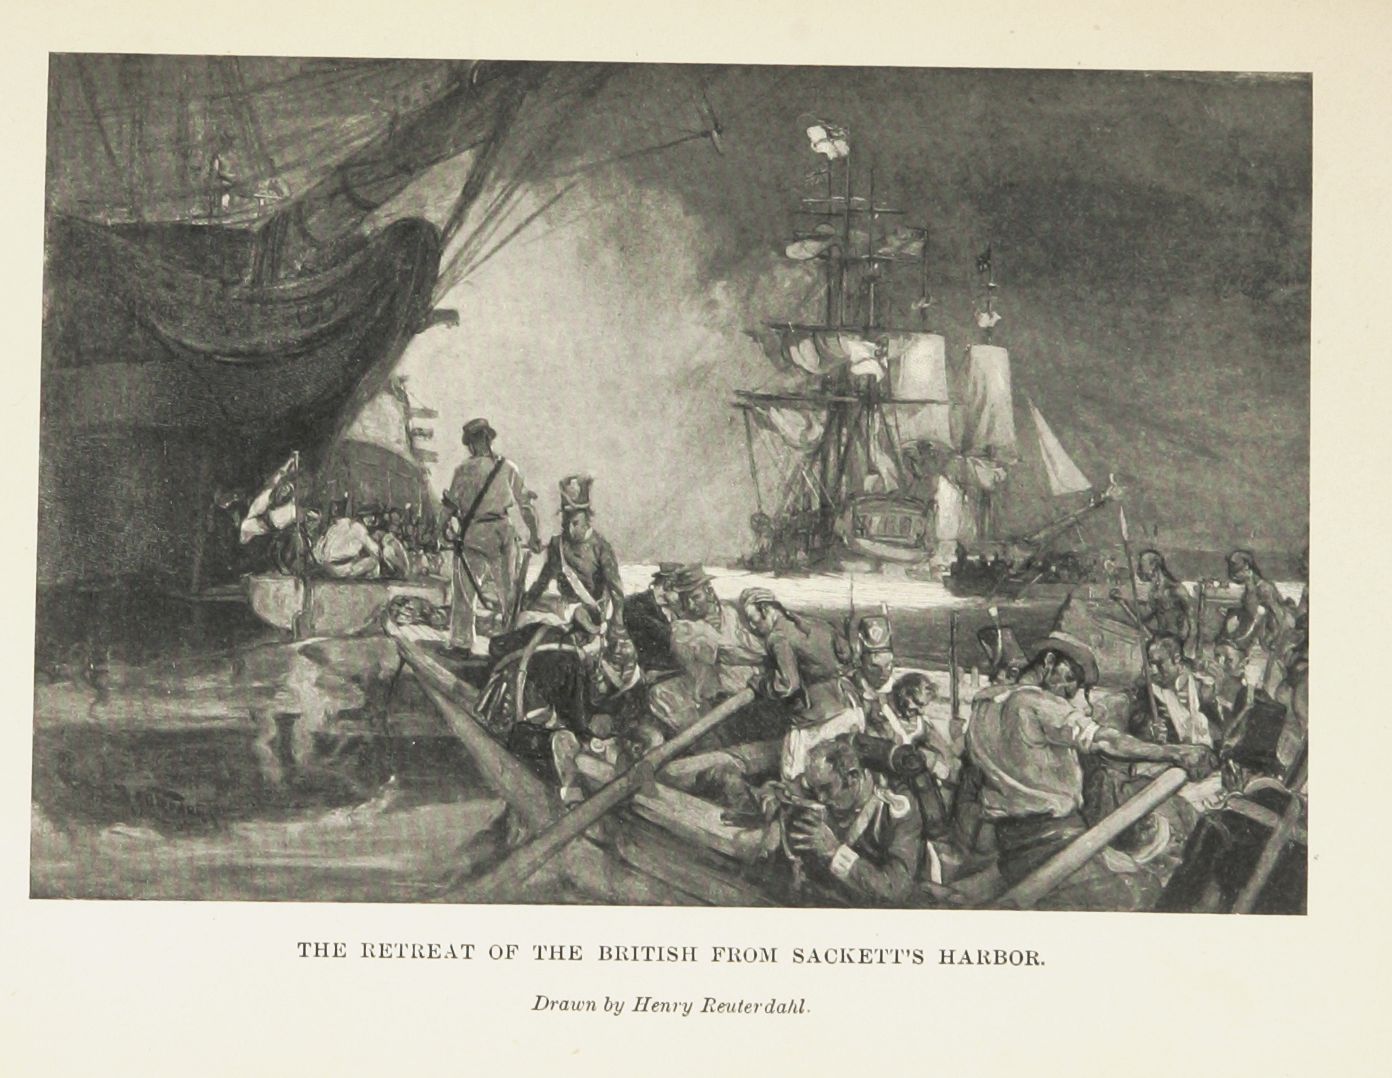 THE RETREAT OF THE BRITISH FROM SACKETT'S HARBOR.
Drawn by Henry Reuterdahl.